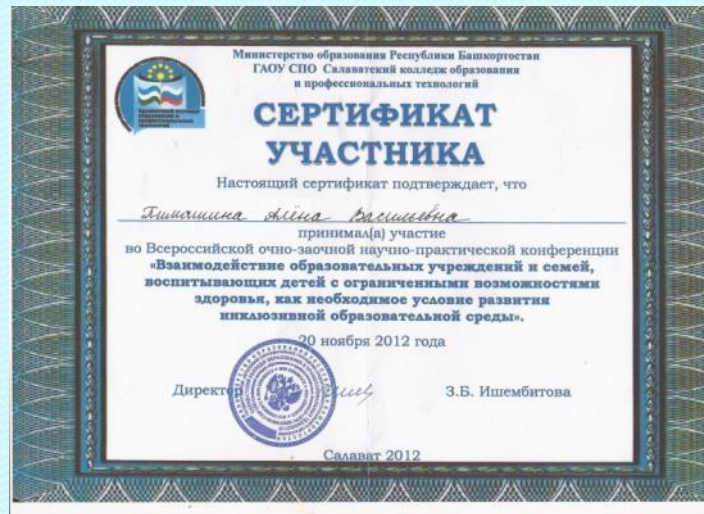 Министерство образования Республики Башкортостан
ГАОУ СПО Салаватский колледж образования
и профессиональных технологий
СЕРТИФИКАТ
УЧАСТНИКА
Настоящий сертификат подтверждает, что
Тимашина Алёна Васильевна
принимал(а) участие
во Всероссийской очно-заочной научно-практической конференции
«Взаимодействие образовательных учреждений и семей,
воспитывающих детей с ограниченными возможностями
здоровья, как необходимое условие развития
инклюзивной образовательной среды».
20 ноября 2012 года
Директор З.Б. Ишембитова
Салават 2012